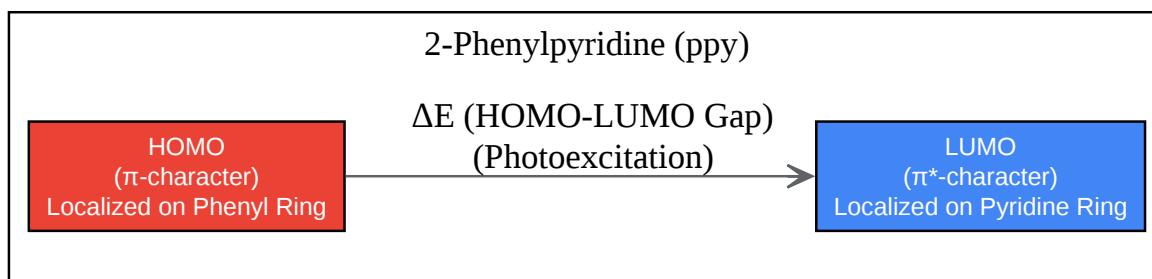 2-Phenylpyridine (ppy)
ΔE (HOMO-LUMO Gap)
(Photoexcitation)
HOMO
(π-character)
Localized on Phenyl Ring
LUMO
(π*-character)
Localized on Pyridine Ring